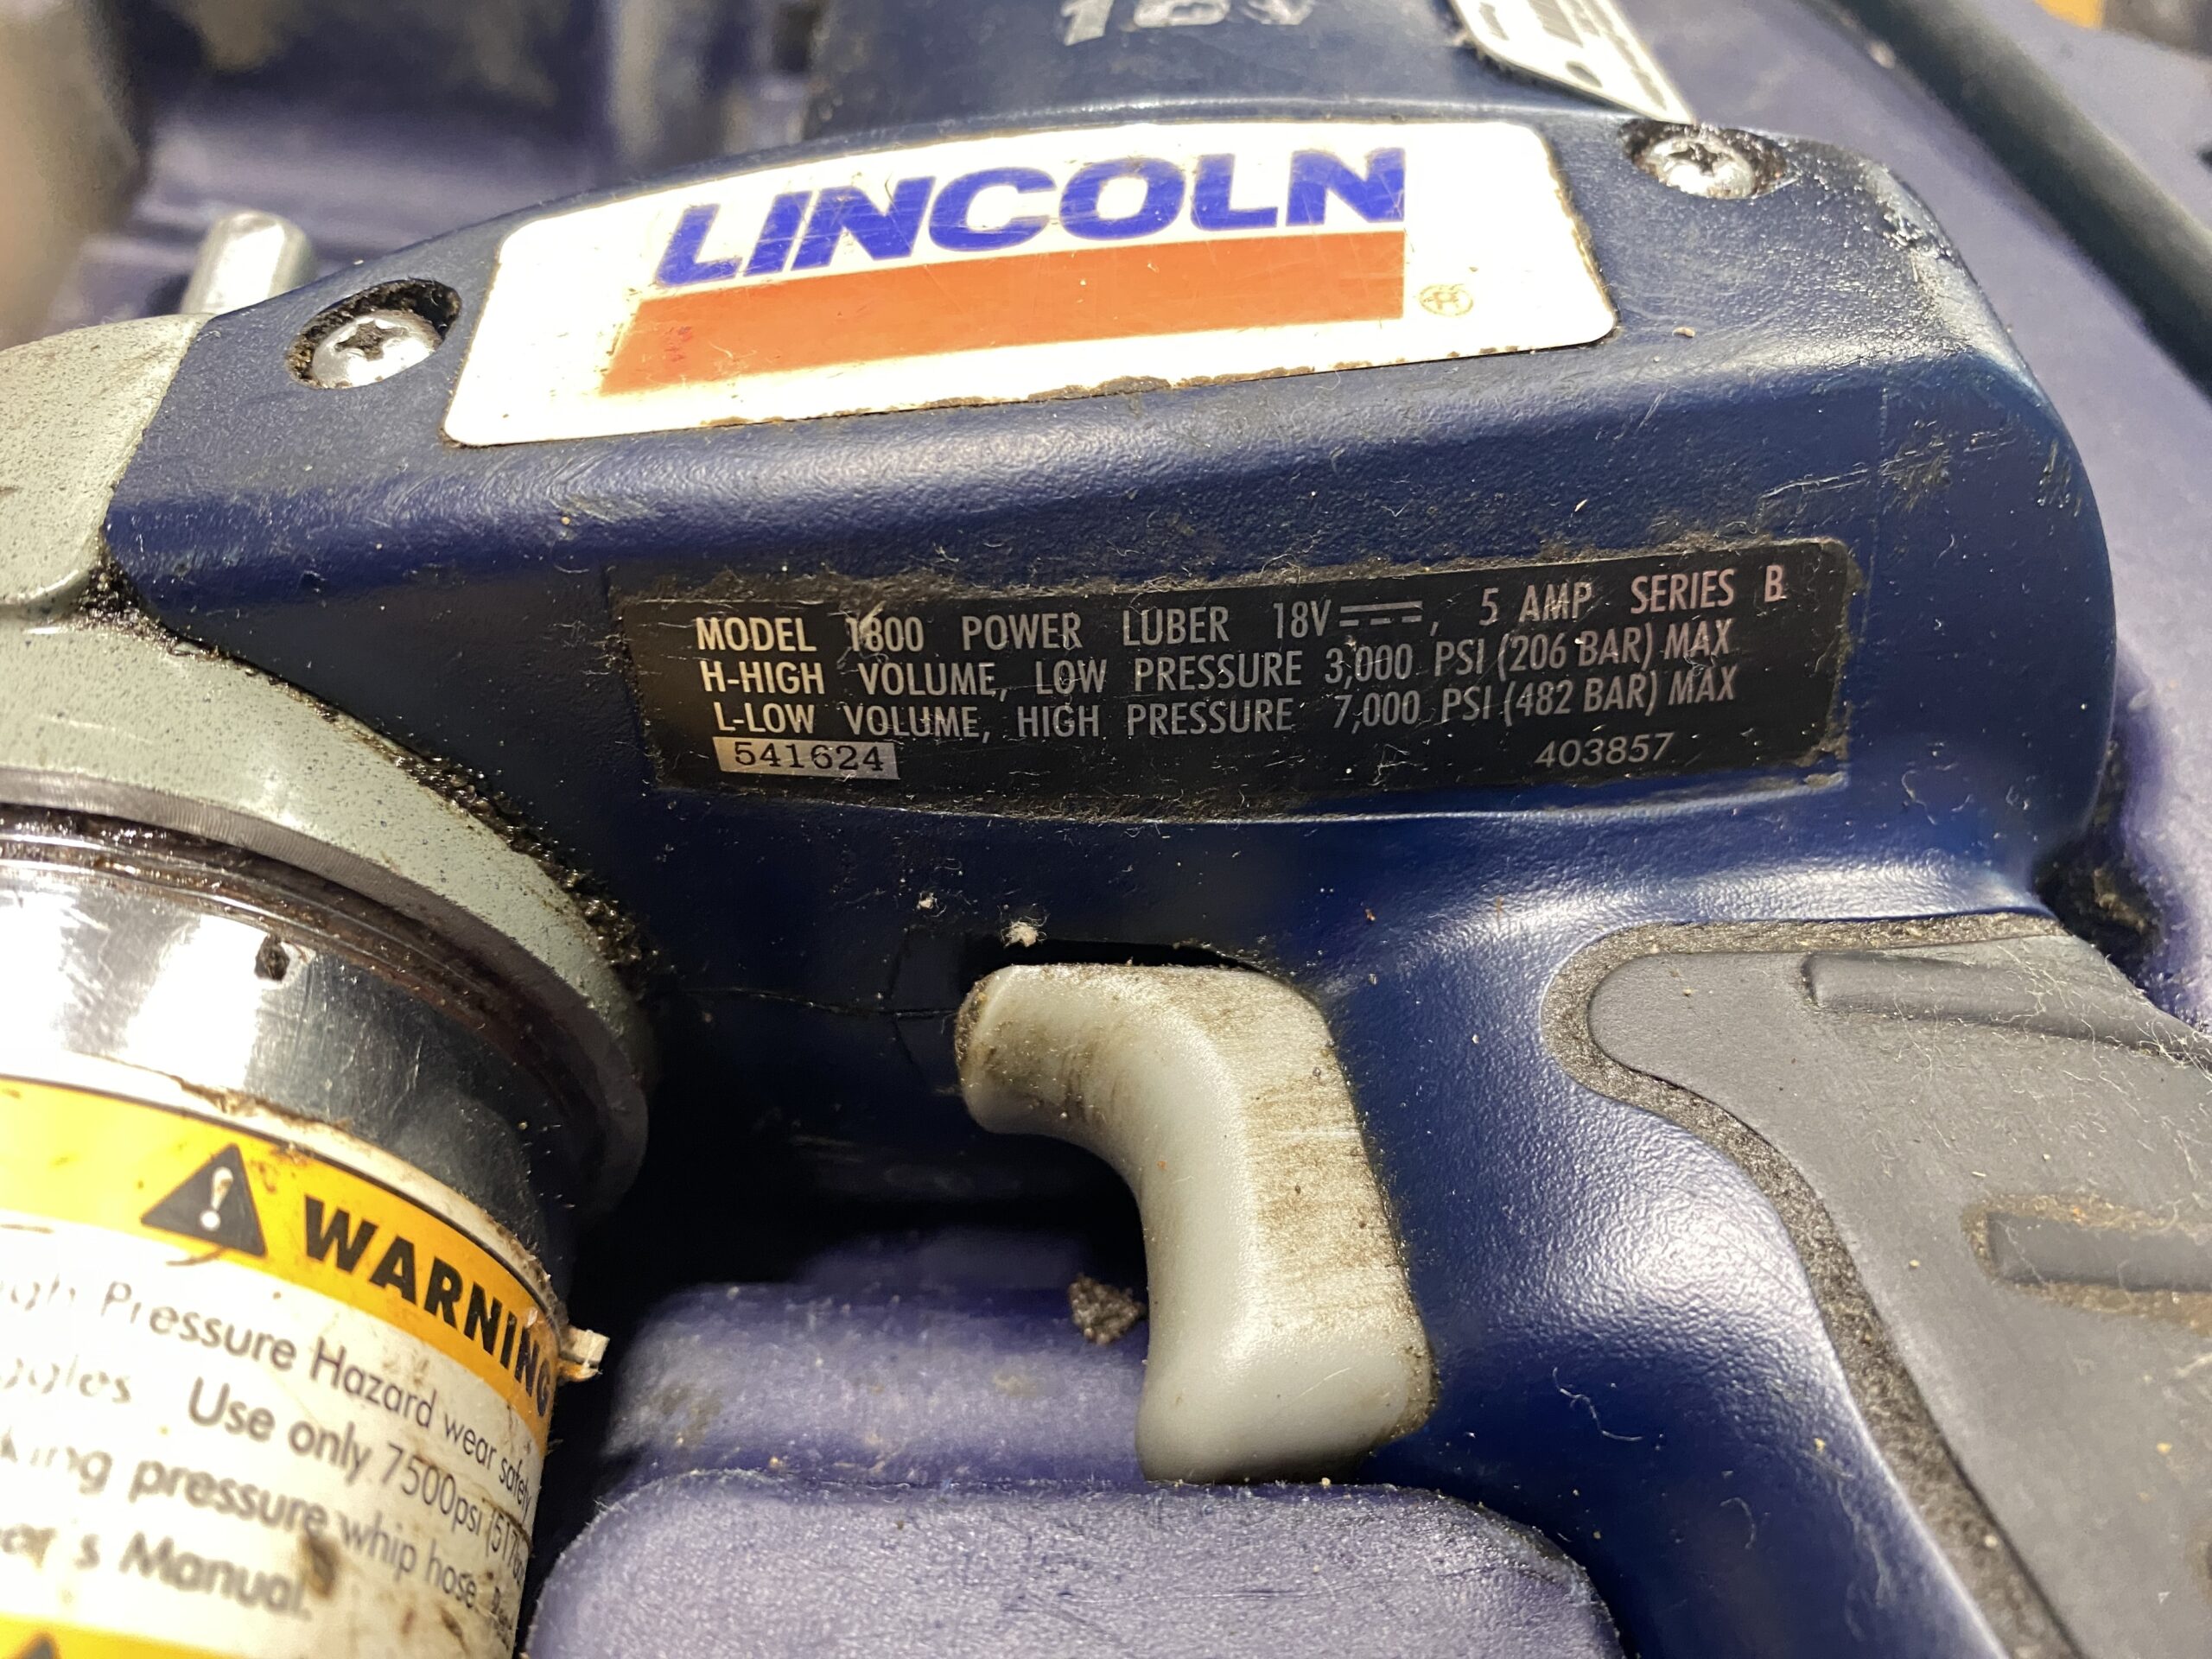 18V
LINCOLN
®
MODEL 1800 POWER LUBER 18V⎓, 5 AMP SERIES B
H-HIGH VOLUME, LOW PRESSURE 3,000 PSI (206 BAR) MAX
L-LOW VOLUME, HIGH PRESSURE 7,000 PSI (482 BAR) MAX
541624 403857
WARNING
Pressure Hazard wear safety
Use only 7500psi
pressure whip hose.
Manual.